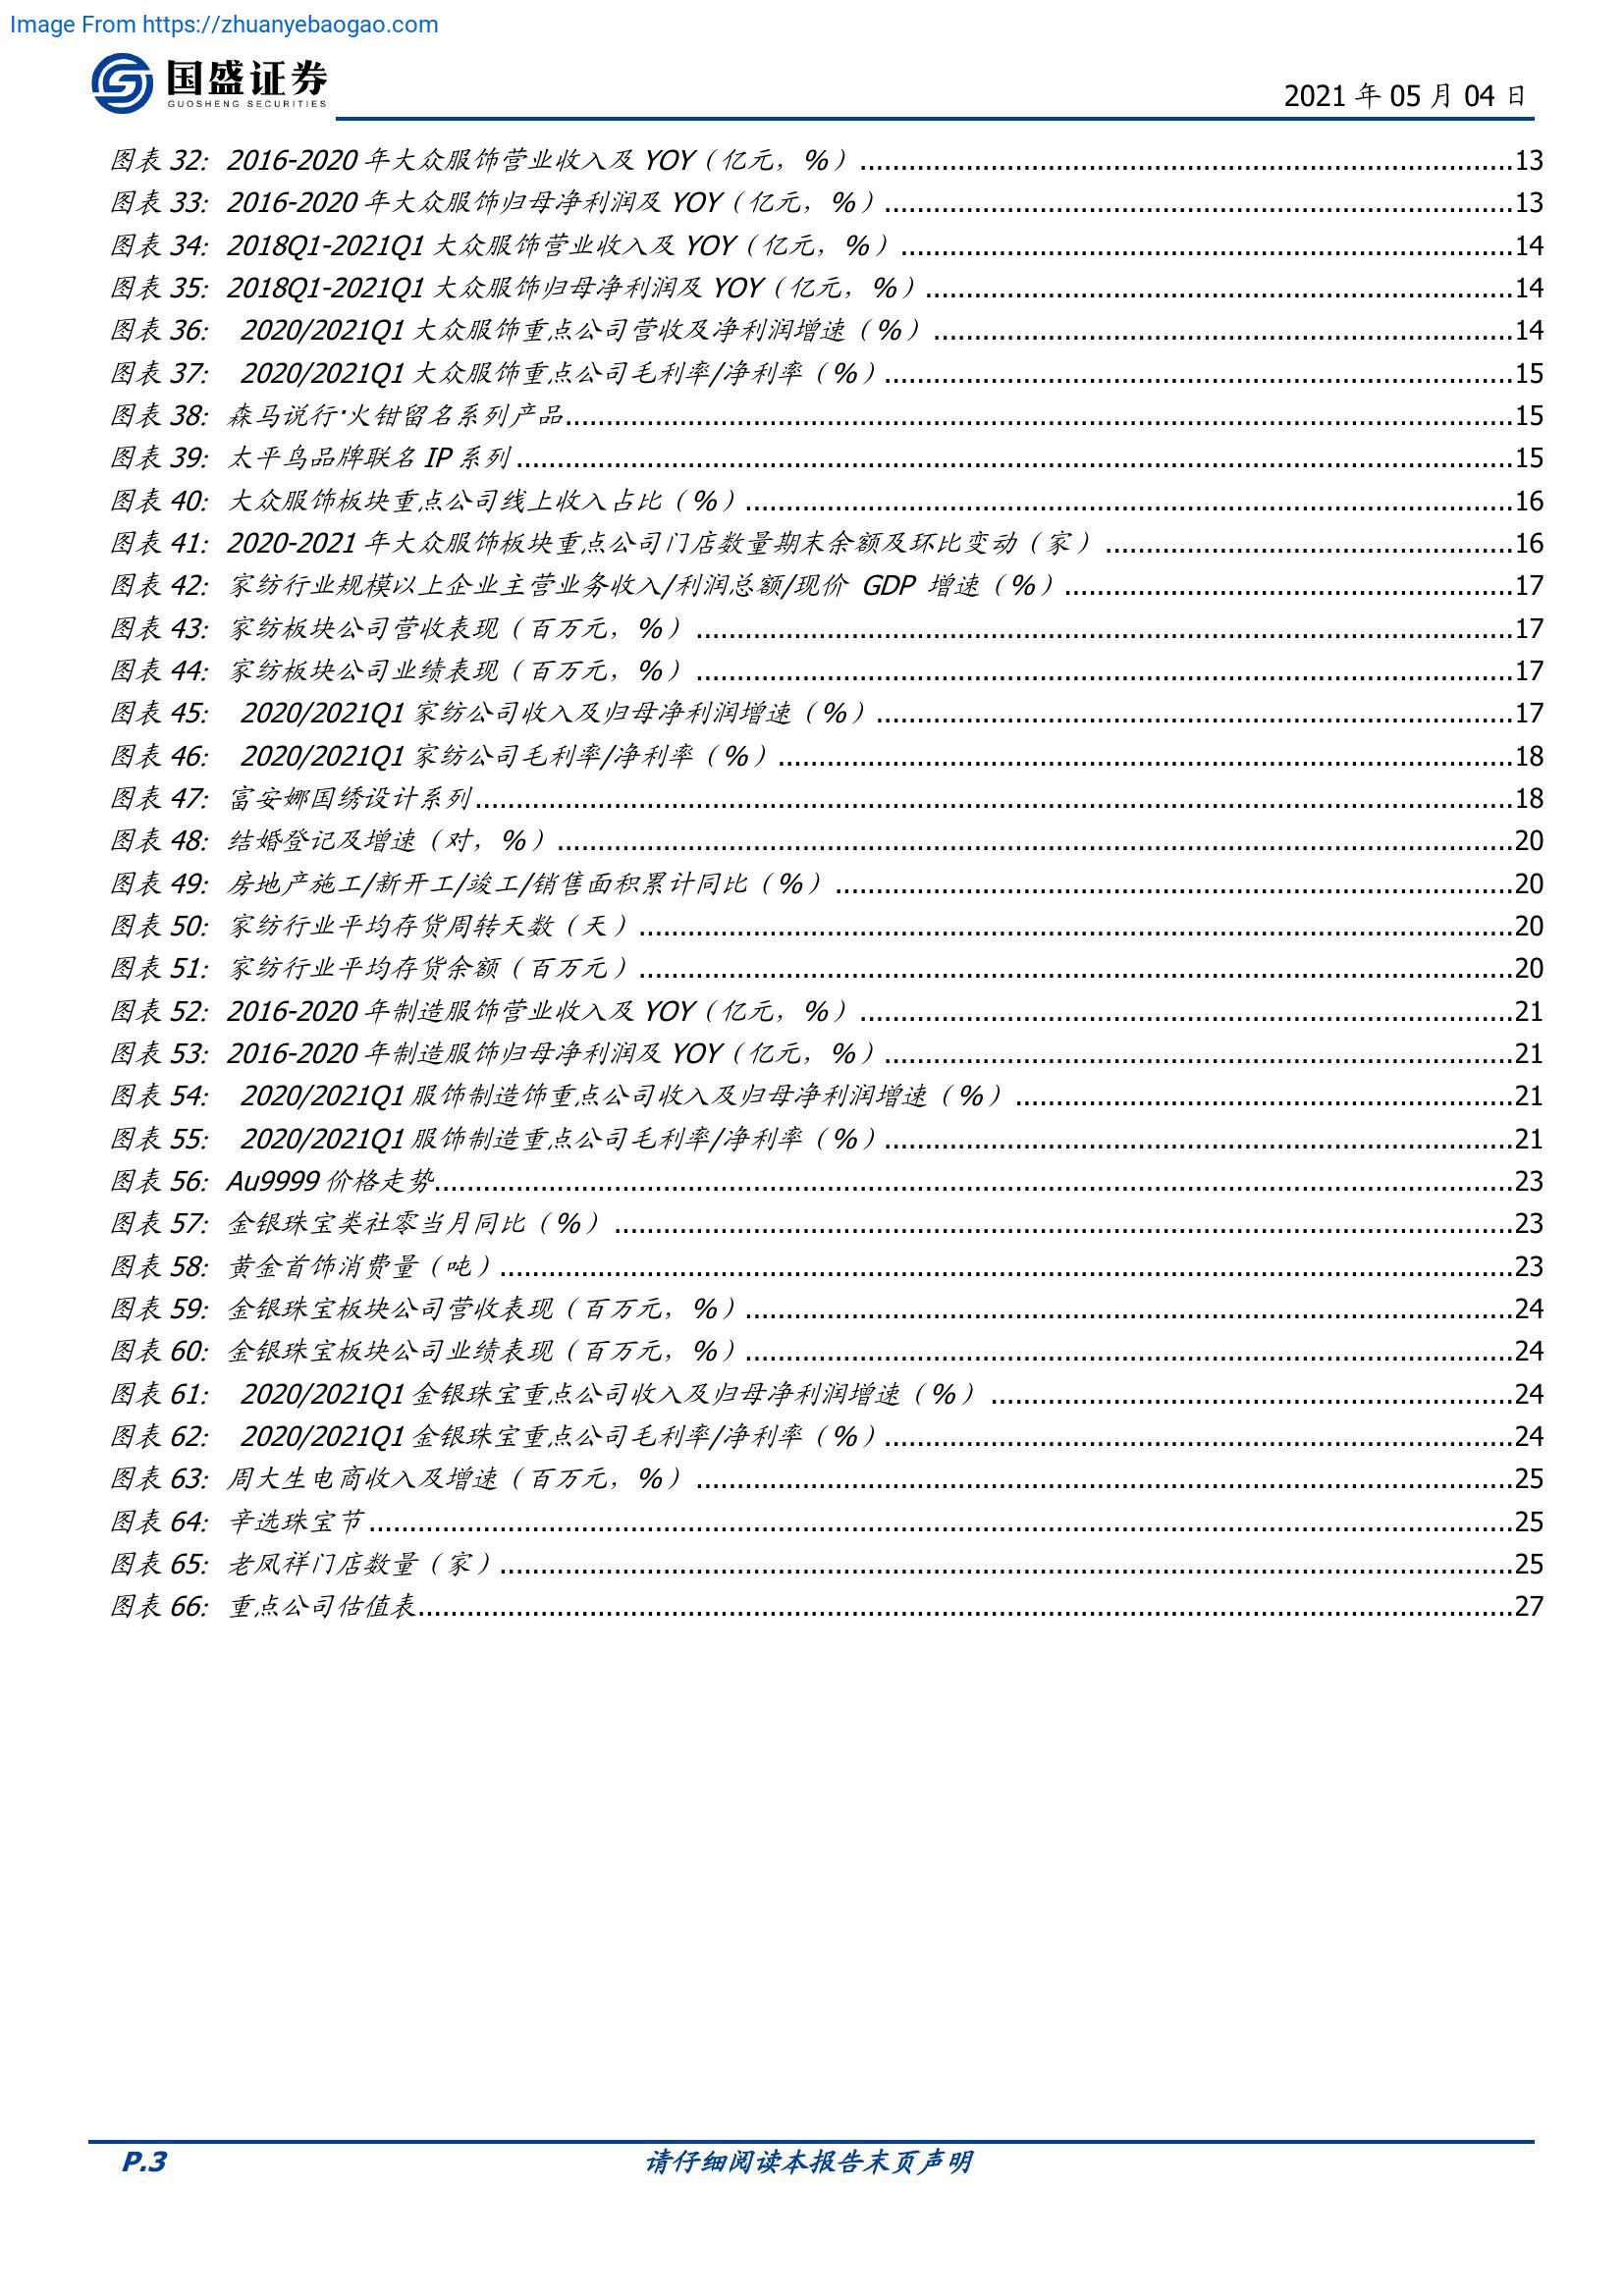 Image From https://zhuanyebaogao.com
国盛证券
GUOSHENG SECURITIES
2021 年 05 月 04 日
图表 32: 2016-2020 年大众服饰营业收入及 YOY（亿元，%）......13
图表 33: 2016-2020 年大众服饰归母净利润及 YOY（亿元，%）......13
图表 34: 2018Q1-2021Q1 大众服饰营业收入及 YOY（亿元，%）......14
图表 35: 2018Q1-2021Q1 大众服饰归母净利润及 YOY（亿元，%）......14
图表 36: 2020/2021Q1 大众服饰重点公司营收及净利润增速（%）......14
图表 37: 2020/2021Q1 大众服饰重点公司毛利率/净利率（%）......15
图表 38: 森马说行·火钳留名系列产品......15
图表 39: 太平鸟品牌联名 IP 系列......15
图表 40: 大众服饰板块重点公司线上收入占比（%）......16
图表 41: 2020-2021 年大众服饰板块重点公司门店数量期末余额及环比变动（家）......16
图表 42: 家纺行业规模以上企业主营业务收入/利润总额/现价 GDP 增速（%）......17
图表 43: 家纺板块公司营收表现（百万元，%）......17
图表 44: 家纺板块公司业绩表现（百万元，%）......17
图表 45: 2020/2021Q1 家纺公司收入及归母净利润增速（%）......17
图表 46: 2020/2021Q1 家纺公司毛利率/净利率（%）......18
图表 47: 富安娜国绣设计系列......18
图表 48: 结婚登记及增速（对，%）......20
图表 49: 房地产施工/新开工/竣工/销售面积累计同比（%）......20
图表 50: 家纺行业平均存货周转天数（天）......20
图表 51: 家纺行业平均存货余额（百万元）......20
图表 52: 2016-2020 年制造服饰营业收入及 YOY（亿元，%）......21
图表 53: 2016-2020 年制造服饰归母净利润及 YOY（亿元，%）......21
图表 54: 2020/2021Q1 服饰制造饰重点公司收入及归母净利润增速（%）......21
图表 55: 2020/2021Q1 服饰制造重点公司毛利率/净利率（%）......21
图表 56: Au9999 价格走势......23
图表 57: 金银珠宝类社零当月同比（%）......23
图表 58: 黄金首饰消费量（吨）......23
图表 59: 金银珠宝板块公司营收表现（百万元，%）......24
图表 60: 金银珠宝板块公司业绩表现（百万元，%）......24
图表 61: 2020/2021Q1 金银珠宝重点公司收入及归母净利润增速（%）......24
图表 62: 2020/2021Q1 金银珠宝重点公司毛利率/净利率（%）......24
图表 63: 周大生电商收入及增速（百万元，%）......25
图表 64: 辛选珠宝节......25
图表 65: 老凤祥门店数量（家）......25
图表 66: 重点公司估值表......27
P.3
请仔细阅读本报告末页声明